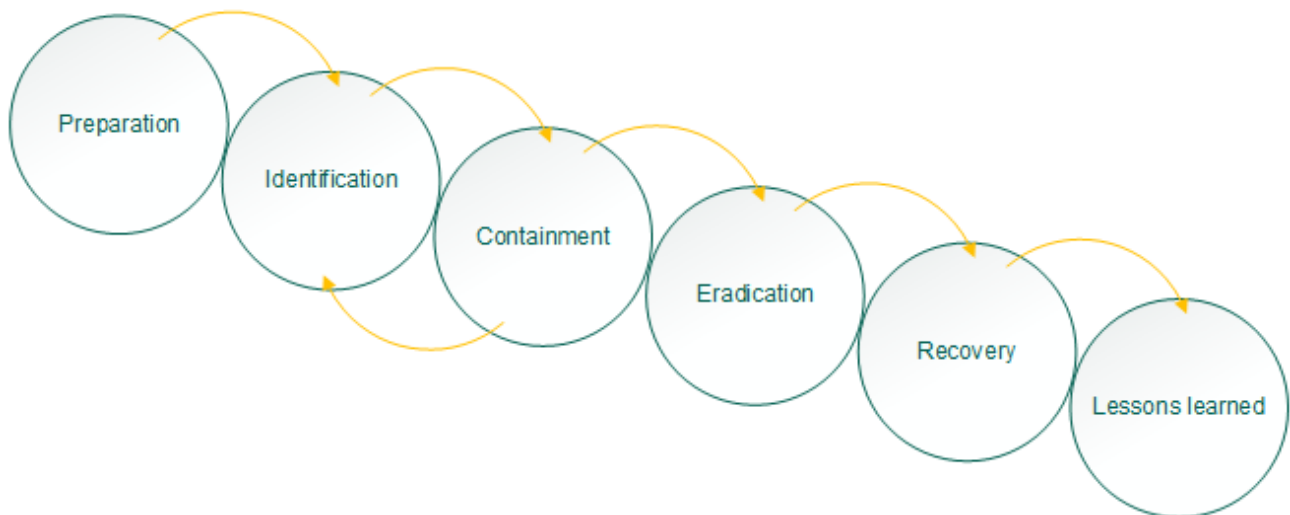 Preparation
Identification
Containment
Eradication
Recovery
Lessons learned